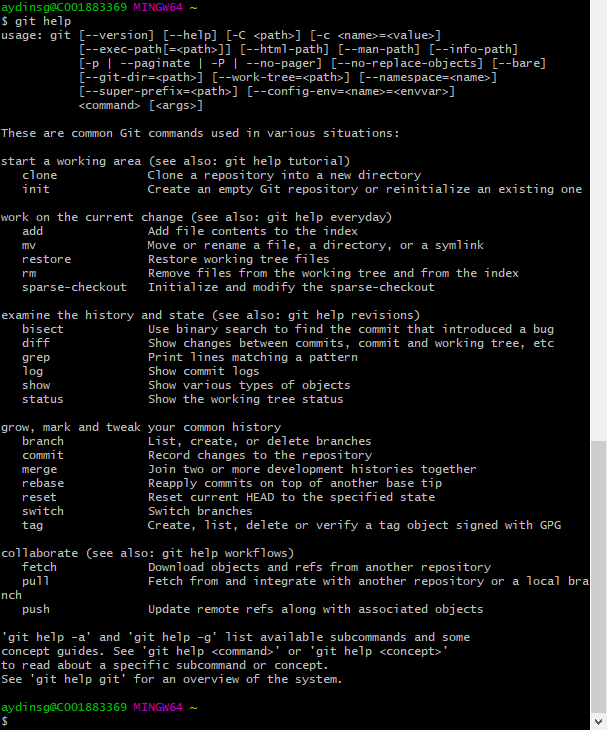 aydinsg@COO1883369 MINGW64 ~
$ git help
usage: git [--version] [--help] [-C <path>] [-c <name>=<value>]
           [--exec-path[=<path>]] [--html-path] [--man-path] [--info-path]
           [-p | --paginate | -P | --no-pager] [--no-replace-objects] [--bare]
           [--git-dir=<path>] [--work-tree=<path>] [--namespace=<name>]
           [--super-prefix=<path>] [--config-env=<name>=<envvar>]
           <command> [<args>]

These are common Git commands used in various situations:

start a working area (see also: git help tutorial)
   clone             Clone a repository into a new directory
   init              Create an empty Git repository or reinitialize an existing one

work on the current change (see also: git help everyday)
   add               Add file contents to the index
   mv                Move or rename a file, a directory, or a symlink
   restore           Restore working tree files
   rm                Remove files from the working tree and from the index
   sparse-checkout   Initialize and modify the sparse-checkout

examine the history and state (see also: git help revisions)
   bisect            Use binary search to find the commit that introduced a bug
   diff              Show changes between commits, commit and working tree, etc
   grep              Print lines matching a pattern
   log               Show commit logs
   show              Show various types of objects
   status            Show the working tree status

grow, mark and tweak your common history
   branch            List, create, or delete branches
   commit            Record changes to the repository
   merge             Join two or more development histories together
   rebase            Reapply commits on top of another base tip
   reset             Reset current HEAD to the specified state
   switch            Switch branches
   tag               Create, list, delete or verify a tag object signed with GPG

collaborate (see also: git help workflows)
   fetch             Download objects and refs from another repository
   pull              Fetch from and integrate with another repository or a local bra
nch
   push              Update remote refs along with associated objects

'git help -a' and 'git help -g' list available subcommands and some
concept guides. See 'git help <command>' or 'git help <concept>'
to read about a specific subcommand or concept.
See 'git help git' for an overview of the system.

aydinsg@COO1883369 MINGW64 ~
$